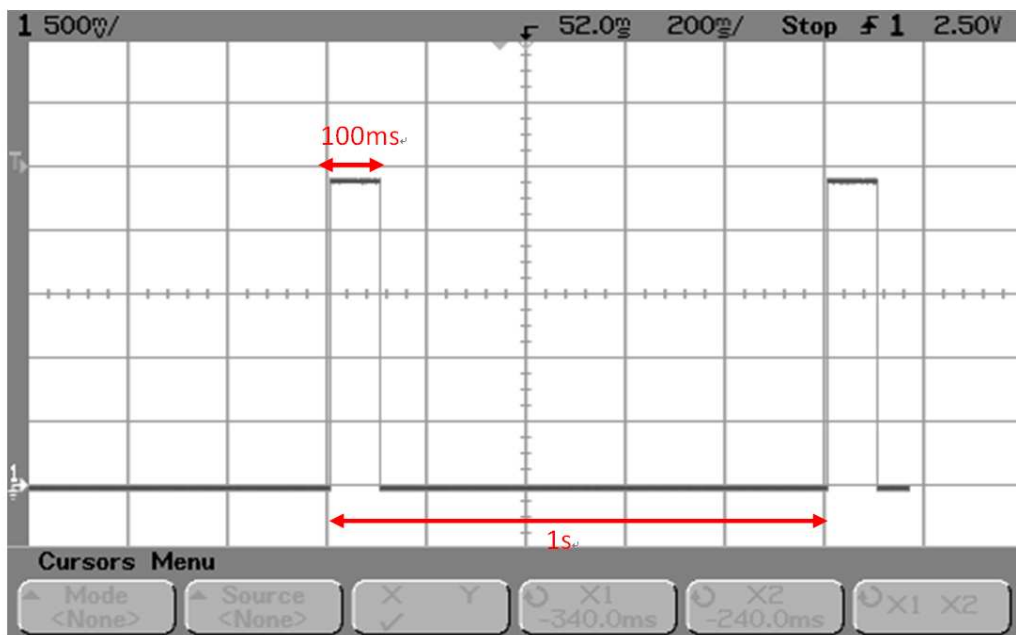 1 500mV/ 52.0ms 200ms/ Stop 1 2.50V
100ms
T
1
1s
Cursors Menu
Mode Source X Y X1 X2 X1 X2
<None> <None> -340.0ms -240.0ms